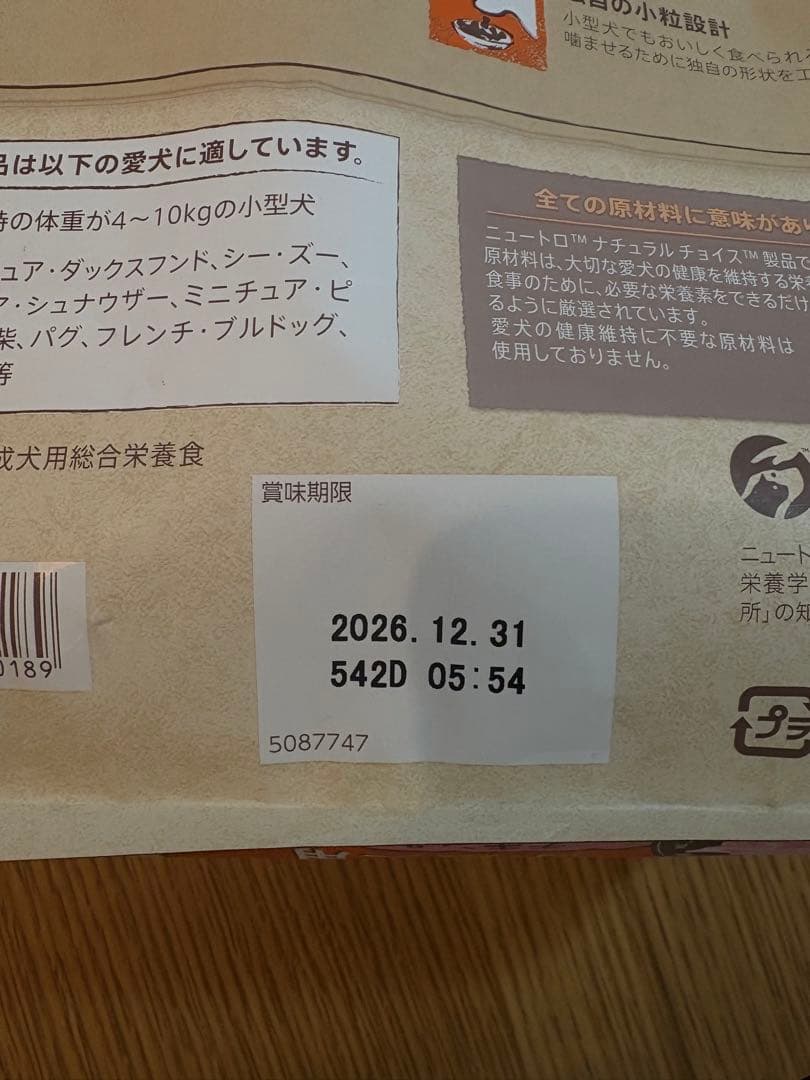 自の小粒設計
小型犬でもおいしく食べられ
噛ませるために独自の形状を工
品は以下の愛犬に適しています。
時の体重が4～10kgの小型犬
ュア・ダックスフンド、シー・ズー、
ア・シュナウザー、ミニチュア・ピ
柴、パグ、フレンチ・ブルドッグ、
等
全ての原材料に意味があ
ニュートロ™ ナチュラル チョイス™ 製品で
原材料は、大切な愛犬の健康を維持する栄
食事のために、必要な栄養素をできるだけ
るように厳選されています。
愛犬の健康維持に不要な原材料は
使用しておりません。
成犬用総合栄養食
賞味期限
2026.12.31
542D 05:54
5087747
0189
ニュート
栄養学
所」の知
プラ